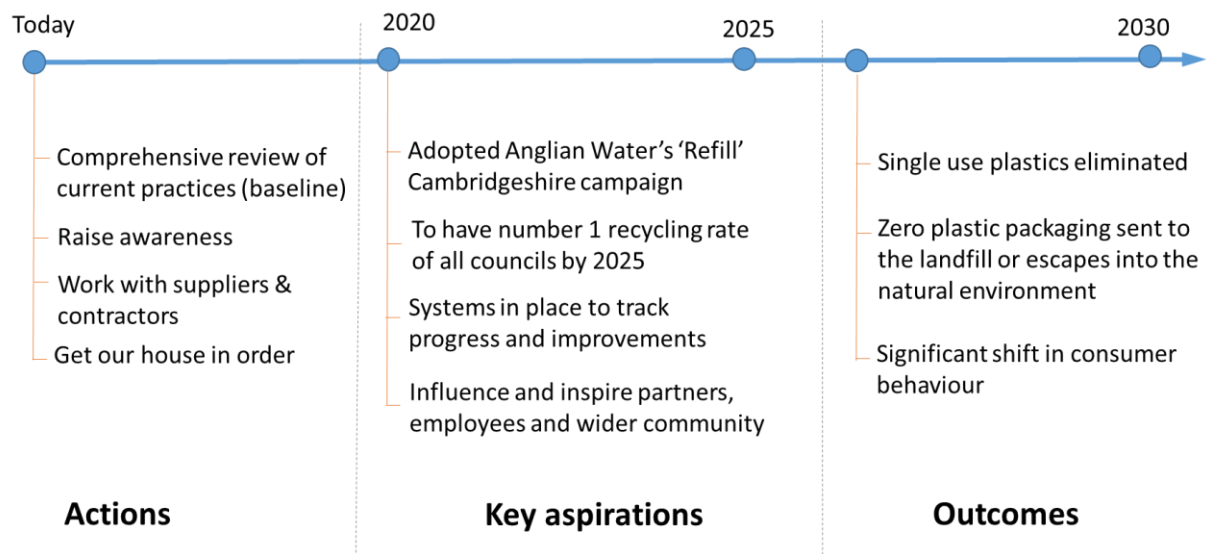 Today
2020
2025
2030
Comprehensive review of
current practices (baseline)
Raise awareness
Work with suppliers &
contractors
Get our house in order
Adopted Anglian Water’s ‘Refill’
Cambridgeshire campaign
To have number 1 recycling rate
of all councils by 2025
Systems in place to track
progress and improvements
Influence and inspire partners,
employees and wider community
Single use plastics eliminated
Zero plastic packaging sent to
the landfill or escapes into the
natural environment
Significant shift in consumer
behaviour
Actions
Key aspirations
Outcomes